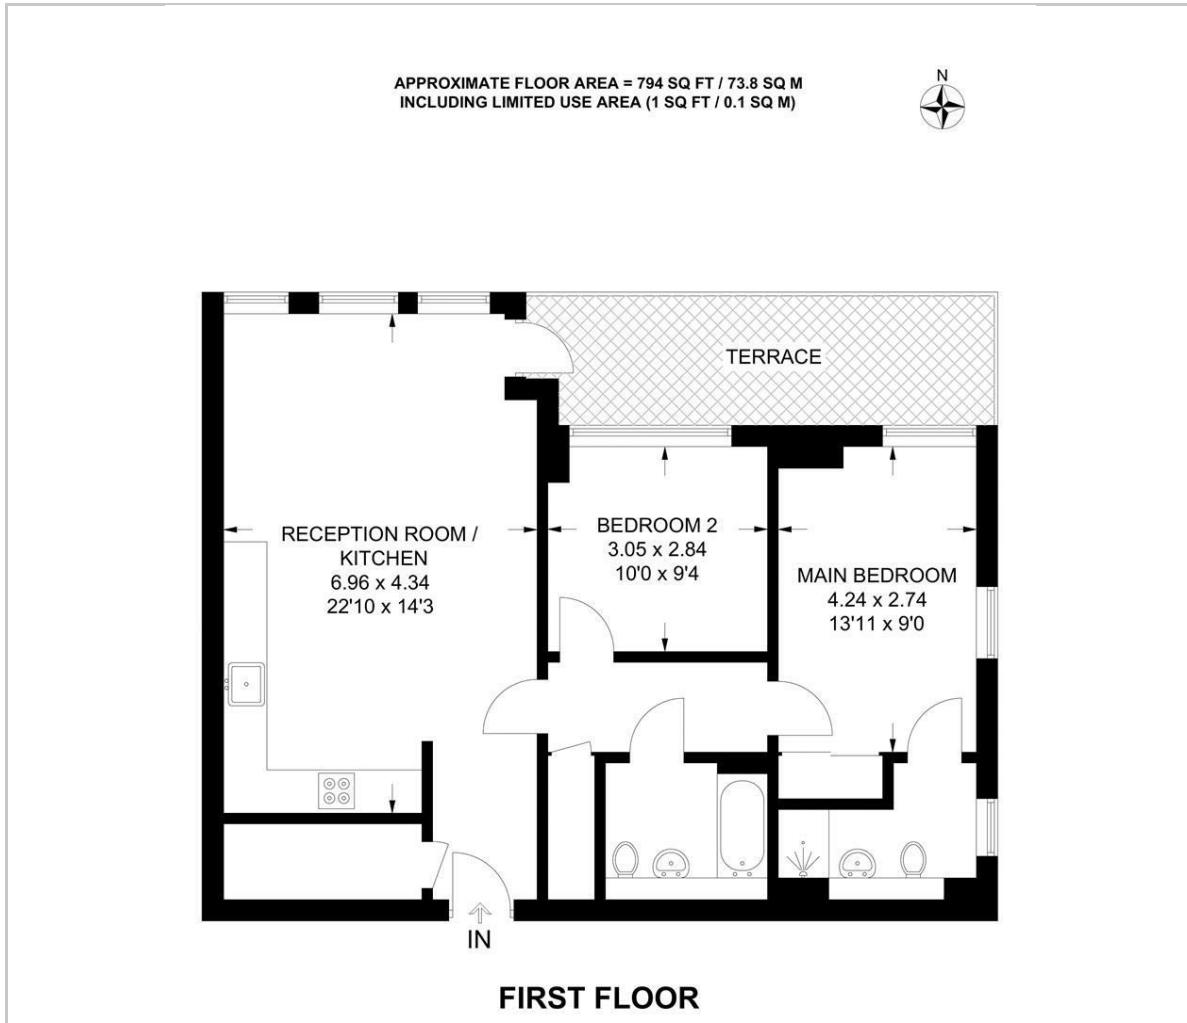 APPROXIMATE FLOOR AREA = 794 SQ FT / 73.8 SQ M
INCLUDING LIMITED USE AREA (1 SQ FT / 0.1 SQ M)
N
TERRACE
RECEPTION ROOM /
KITCHEN
6.96 x 4.34
22'10 x 14'3
BEDROOM 2
3.05 x 2.84
10'0 x 9'4
MAIN BEDROOM
4.24 x 2.74
13'11 x 9'0
IN
FIRST FLOOR